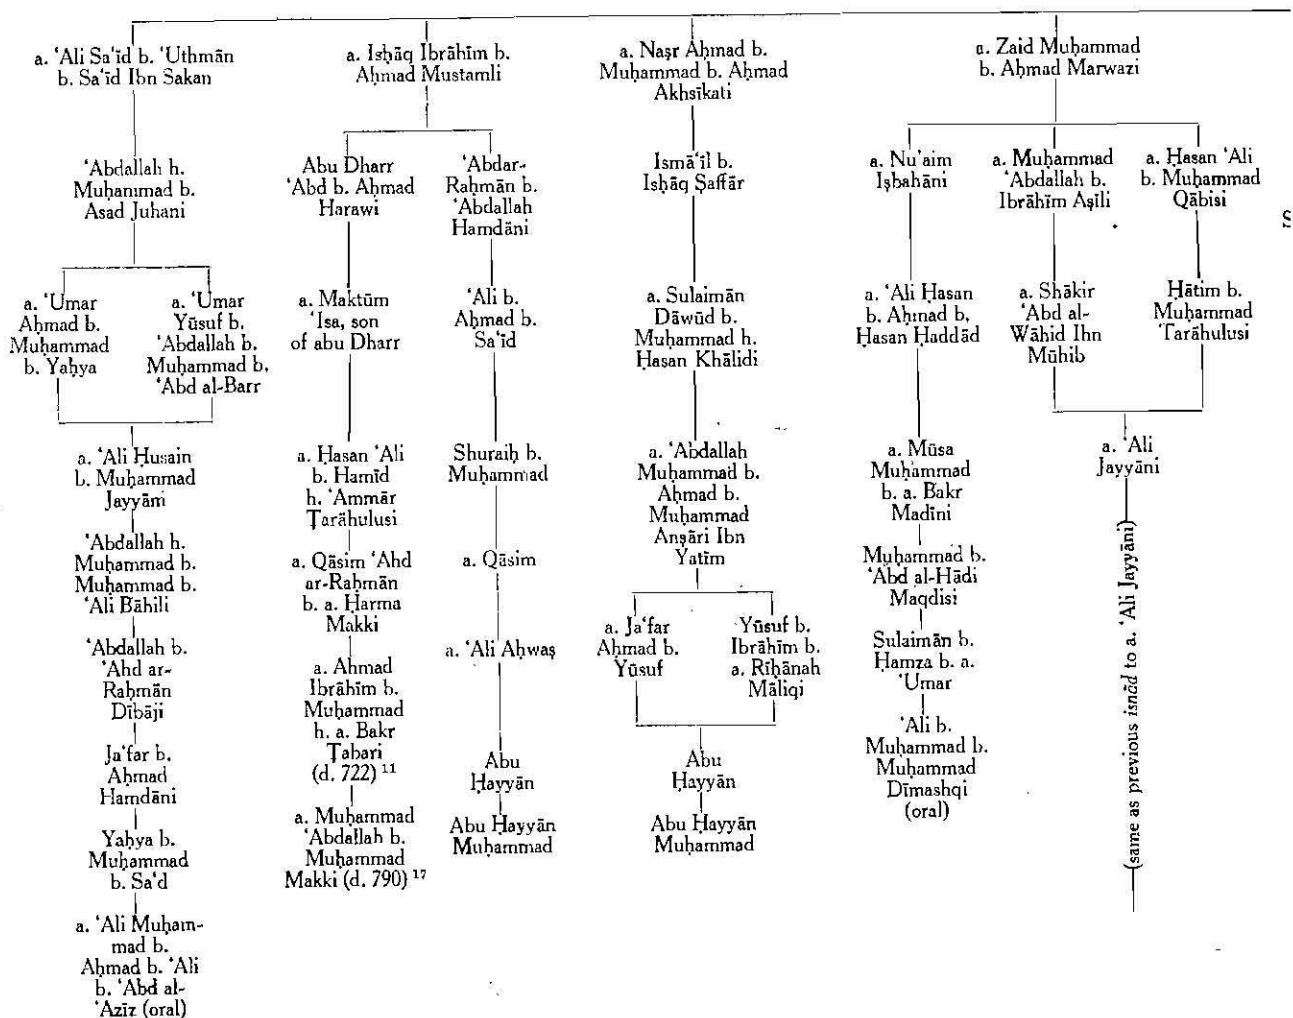 a. ‘Ali Sa‘īd b. ‘Uthmān
b. Sa‘īd Ibn Sakan
‘Abdallah h.
Muḥanımad b.
Asad Juhani
a. ‘Umar
Aḥmad b.
Muḥammad
b. Yaḥya
a. ‘Umar
Yūsuf b.
‘Abdallah b.
Muḥammad b,
‘Abd al-Barr
a. ‘Ali Ḥusain
b. Muḥammad
Jayyāni
‘Abdallah h.
Muḥammad b.
Muḥammad b.
‘Ali Bāhili
‘Abdallah b.
‘Ahd ar-
Raḥmān
Dībāji
Ja‘far b.
Aḥmad
Hamdāni
Yaḥya b.
Muḥammad
b. Sa‘d
a. ‘Ali Muḥam-
mad b.
Aḥmad b. ‘Ali
b. ‘Abd al-
‘Azīz (oral)
a. Isḥāq Ibrāhīm b.
Aḥmad Mustamli
Abu Dharr
‘Abd b. Aḥmad
Harawi
a. Maktūm
‘Isa, son
of abu Dharr
a. Ḥasan ‘Ali
b. Hamīd
h. ‘Ammār
Ṭarāhulusi
a. Qāsim ‘Ahd
ar-Raḥmān
b. a. Ḥarma
Makki
a. Aḥmad
Ibrāhīm b.
Muḥammad
h. a. Bakr
Ṭabari
(d. 722) 11
a. Muḥammad
‘Abdallah b.
Muḥammad
Makki (d. 790) 17
‘Abdar-
Raḥmān b.
‘Abdallah
Hamdāni
‘Ali b.
Aḥmad b.
Sa‘īd
Shuraiḥ b.
Muḥammad
a. Qāsim
a. ‘Ali Aḥwaṣ
Abu
Ḥayyān
Abu Ḥayyān
Muḥammad
a. Naṣr Aḥmad b.
Muḥammad b. Aḥmad
Akhsīkati
Ismā‘īl b.
Isḥāq Ṣaffār
a. Sulaimān
Dāwūd b.
Muḥammad h.
Ḥasan Khālidi
a. ‘Abdallah
Muḥammad b.
Aḥmad b.
Muḥammad
Anṣāri Ibn
Yatīm
a. Ja‘far
Aḥmad b.
Yūsuf
Yūsuf b.
Ibrāhīm b.
a. Rīḥānah
Māliqi
Abu
Ḥayyān
Abu Ḥayyān
Muḥammad
a. Zaid Muḥammad
b. Aḥmad Marwazi
a. Nu‘aim
Iṣbahāni
a. ‘Ali Ḥasan
b. Aḥmad b,
Ḥasan Ḥaddād
a. Mūsa
Muḥammad
b. a. Bakr
Madīni
Muḥammad b.
‘Abd al-Hādi
Maqdisi
Sulaimān b.
Ḥamza b. a.
‘Umar
‘Ali b.
Muḥammad b.
Muḥammad
Dīmashqi
(oral)
a. Muḥammad
‘Abdallah b.
Ibrāhīm Aṣīli
a. Shākir
‘Abd al-
Wāḥid Ihn
Mūhib
a. Ḥasan ‘Ali
b. Muḥammad
Qābisi
Ḥātim b.
Muḥammad
Ṭarāhulusi
a. ‘Ali
Jayyāni
(same as previous isnād to a. ‘Ali Jayyāni)
S